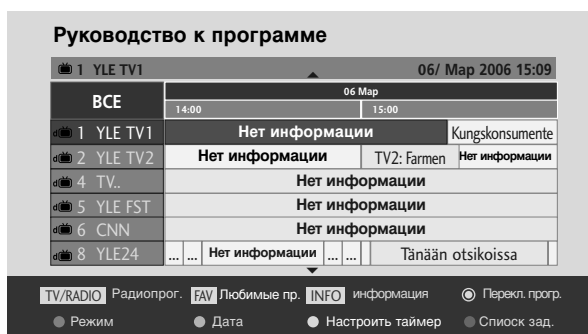 Руководство к программе
1 YLE TV1 06/ Мар 2006 15:09
ВСЕ 06 Мар
14:00 15:00
1 YLE TV1 Нет информации Kungskonsumente
2 YLE TV2 Нет информации TV2: Farmen Нет информации
4 TV.. Нет информации
5 YLE FST Нет информации
6 CNN Нет информации
8 YLE24 ... ... Нет информации ... ... Tänään otsikoissa
TV/RADIO Радиопрог. FAV Любимые пр. INFO информация Перекл. прогр.
Режим Дата Настроить таймер Список зад.